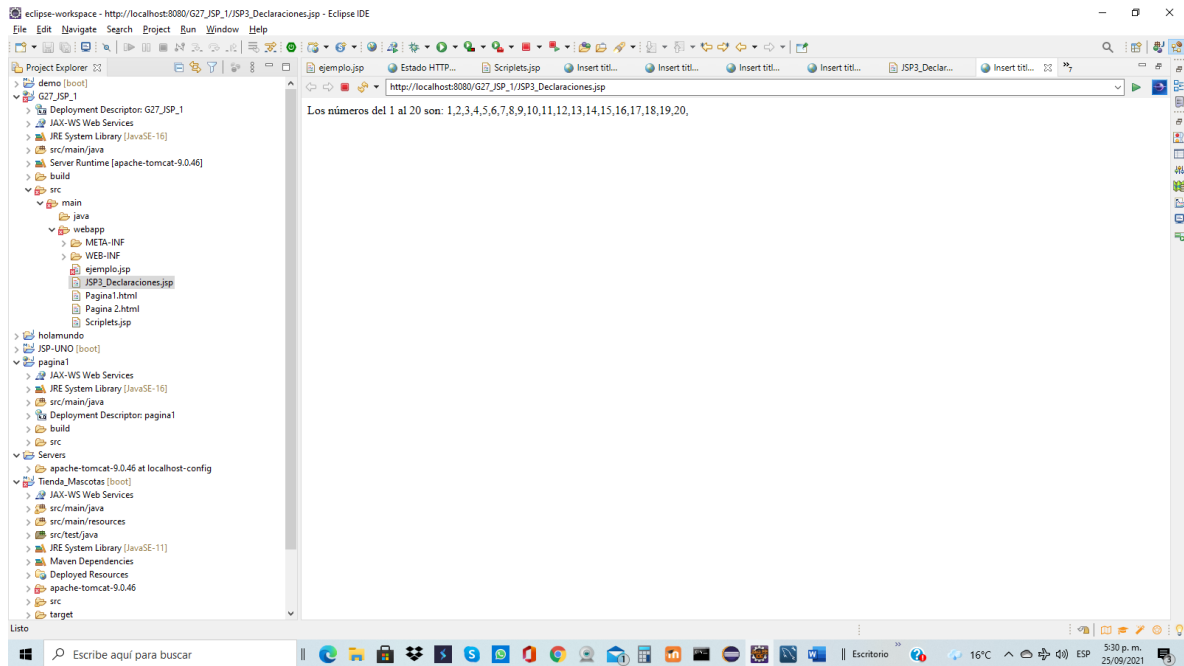 eclipse-workspace - http://localhost:8080/G27_JSP_1/JSP3_Declaraciones.jsp - Eclipse IDE
File Edit Navigate Search Project Run Window Help
Project Explorer
ejemplo.jsp
Estado HTTP...
Scriplets.jsp
Insert titl...
Insert titl...
Insert titl...
Insert titl...
JSP3_Declar...
Insert titl...
»7
http://localhost:8080/G27_JSP_1/JSP3_Declaraciones.jsp
Los números del 1 al 20 son: 1,2,3,4,5,6,7,8,9,10,11,12,13,14,15,16,17,18,19,20,
demo [boot]
G27_JSP_1
Deployment Descriptor: G27_JSP_1
JAX-WS Web Services
JRE System Library [JavaSE-16]
src/main/java
Server Runtime [apache-tomcat-9.0.46]
build
src
main
java
webapp
META-INF
WEB-INF
ejemplo.jsp
JSP3_Declaraciones.jsp
Pagina1.html
Pagina 2.html
Scriplets.jsp
holamundo
JSP-UNO [boot]
pagina1
JAX-WS Web Services
JRE System Library [JavaSE-16]
src/main/java
Deployment Descriptor: pagina1
build
src
Servers
apache-tomcat-9.0.46 at localhost-config
Tienda_Mascotas [boot]
JAX-WS Web Services
src/main/java
src/main/resources
src/test/java
JRE System Library [JavaSE-11]
Maven Dependencies
Deployed Resources
apache-tomcat-9.0.46
src
target
Listo
Escribe aquí para buscar
Escritorio
16°C
ESP
5:30 p. m.
25/09/2021